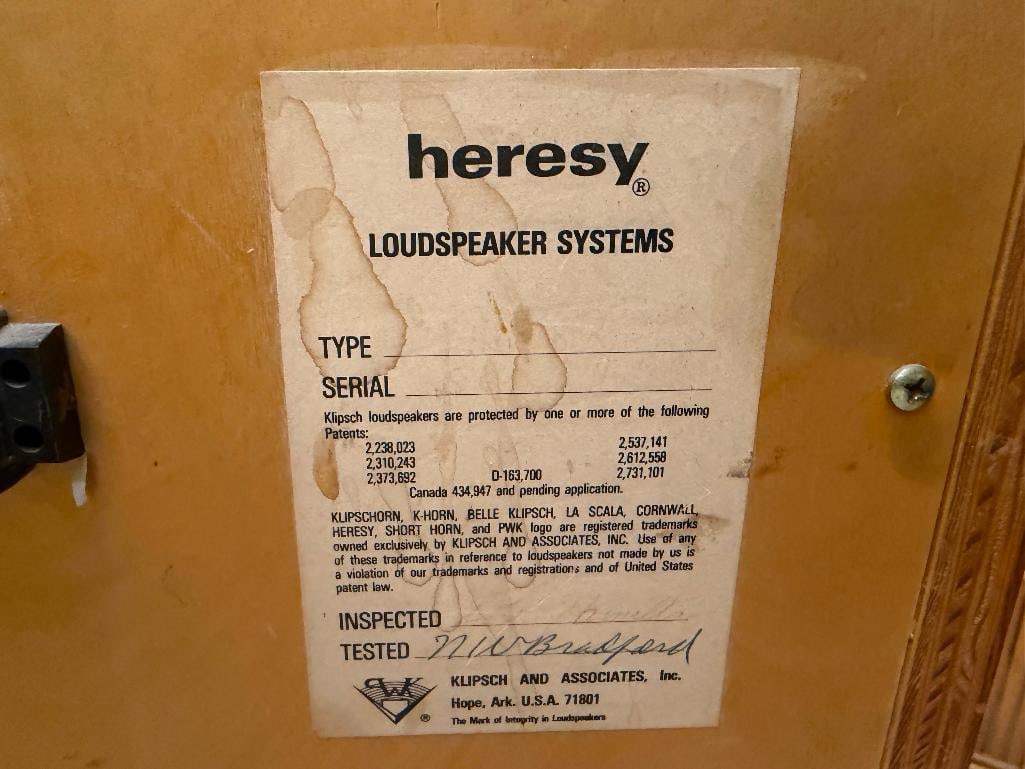 heresy®
LOUDSPEAKER SYSTEMS
TYPE
SERIAL
Klipsch loudspeakers are protected by one or more of the following
Patents:
2,238,023 2,537,141
2,310,243 2,612,558
2,373,692 D-163,700 2,731,101
Canada 434,947 and pending application.
KLIPSCHORN, K-HORN, BELLE KLIPSCH, LA SCALA, CORNWALL,
HERESY, SHORT HORN, and PWK logo are registered trademarks
owned exclusively by KLIPSCH AND ASSOCIATES, INC. Use of any
of these trademarks in reference to loudspeakers not made by us is
a violation of our trademarks and registrations and of United States
patent law.
INSPECTED
TESTED N W Bradford
PWK ®
KLIPSCH AND ASSOCIATES, Inc.
Hope, Ark. U.S.A. 71801
The Mark of Integrity in Loudspeakers